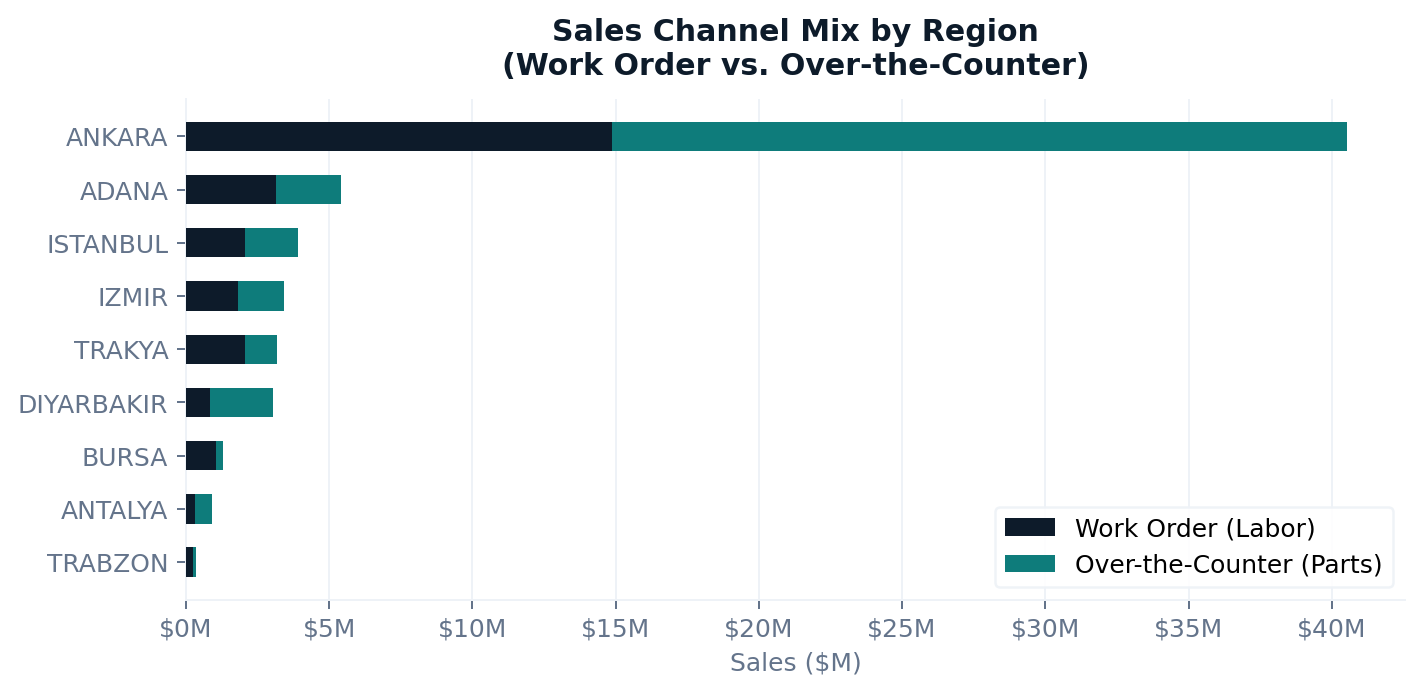 Sales Channel Mix by Region
(Work Order vs. Over-the-Counter)
ANKARA
ADANA
ISTANBUL
IZMIR
TRAKYA
DIYARBAKIR
BURSA
ANTALYA
TRABZON
Work Order (Labor)
Over-the-Counter (Parts)
$0M $5M $10M $15M $20M $25M $30M $35M $40M
Sales ($M)